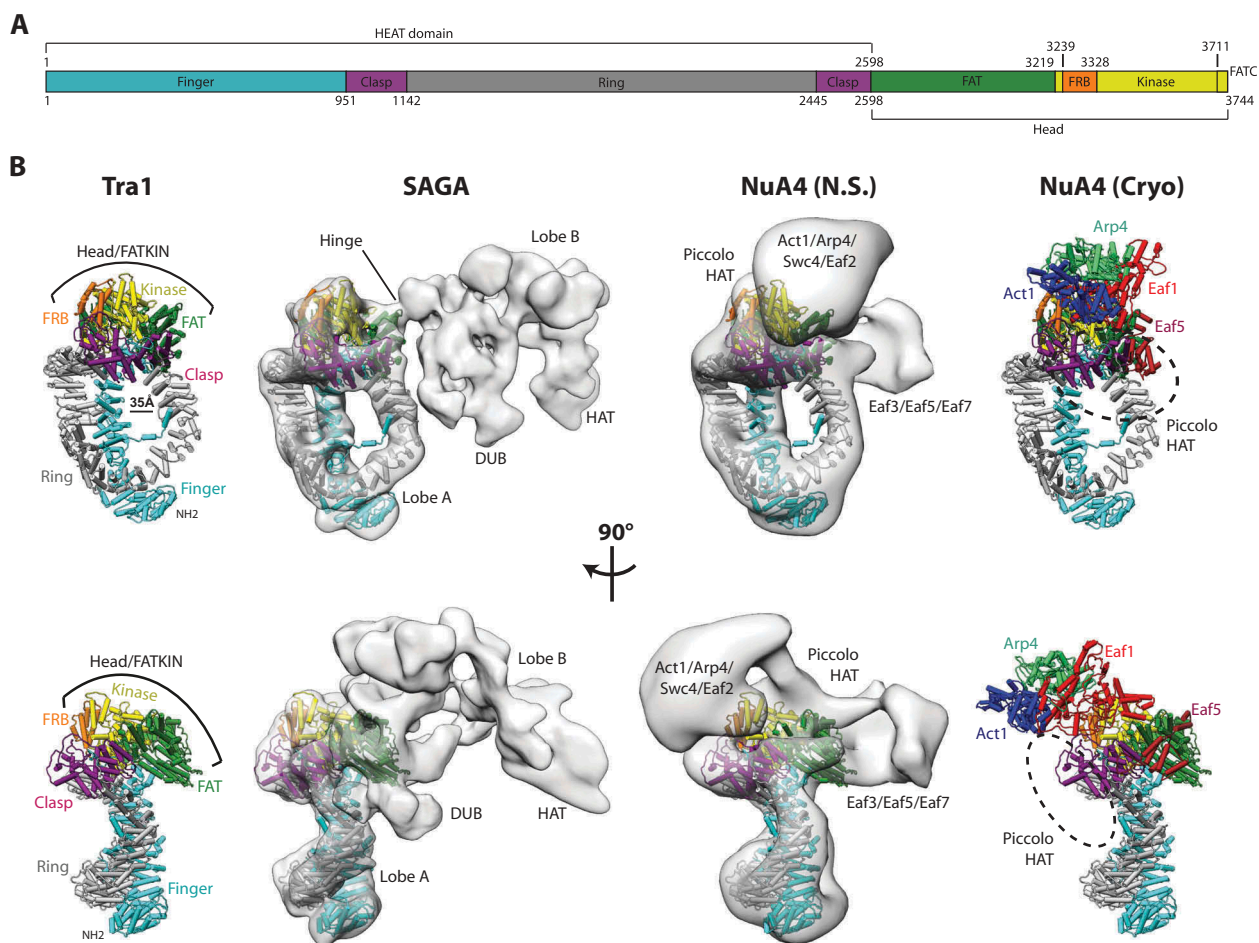 A
HEAT domain
1
2598
3219
3239
3328
3711
FATC
Finger
Clasp
Ring
Clasp
FAT
FRB
Kinase
1
951
1142
2445
2598
3744
Head
B
Tra1
SAGA
NuA4 (N.S.)
NuA4 (Cryo)
Head/FATKIN
Kinase
FRB
FAT
Clasp
35Å
Ring
Finger
NH2
Hinge
Lobe B
HAT
DUB
Lobe A
Piccolo
HAT
Act1/Arp4/
Swc4/Eaf2
Eaf3/Eaf5/Eaf7
Arp4
Act1
Eaf1
Eaf5
Piccolo
HAT
90°
Head/FATKIN
Kinase
FRB
Clasp
FAT
Ring
Finger
NH2
Lobe B
DUB
HAT
Lobe A
Act1/Arp4/
Swc4/Eaf2
Piccolo
HAT
Eaf3/Eaf5/Eaf7
Arp4
Eaf1
Act1
Eaf5
Piccolo
HAT